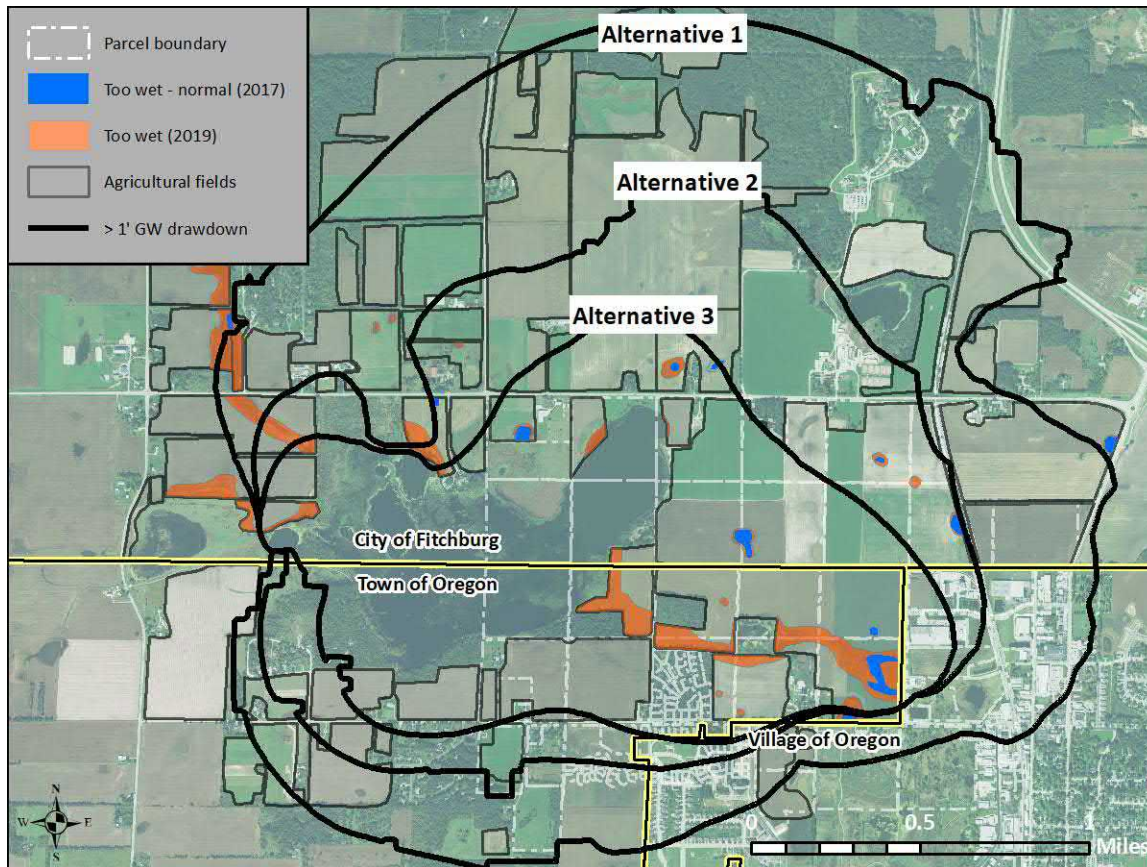 Parcel boundary
Too wet - normal (2017)
Too wet (2019)
Agricultural fields
> 1' GW drawdown
Alternative 1
Alternative 2
Alternative 3
City of Fitchburg
Town of Oregon
Village of Oregon
N
W E
S
0 0.5 1
Miles